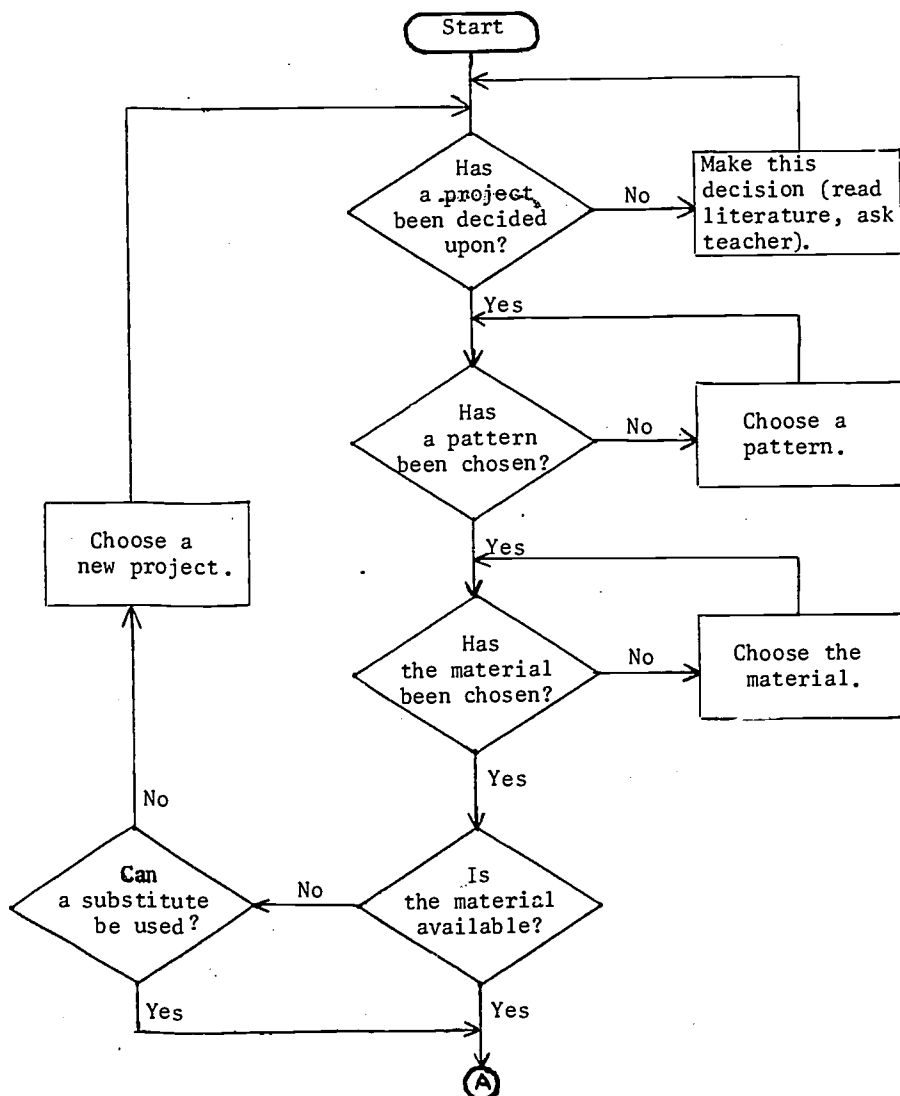 Start
Has
a project
been decided
upon?
No
Make this
decision (read
literature, ask
teacher).
Yes
Has
a pattern
been chosen?
No
Choose a
pattern.
Yes
Choose a
new project.
Has
the material
been chosen?
No
Choose the
material.
Yes
No
Can
a substitute
be used?
No
Is
the material
available?
Yes
Yes
A